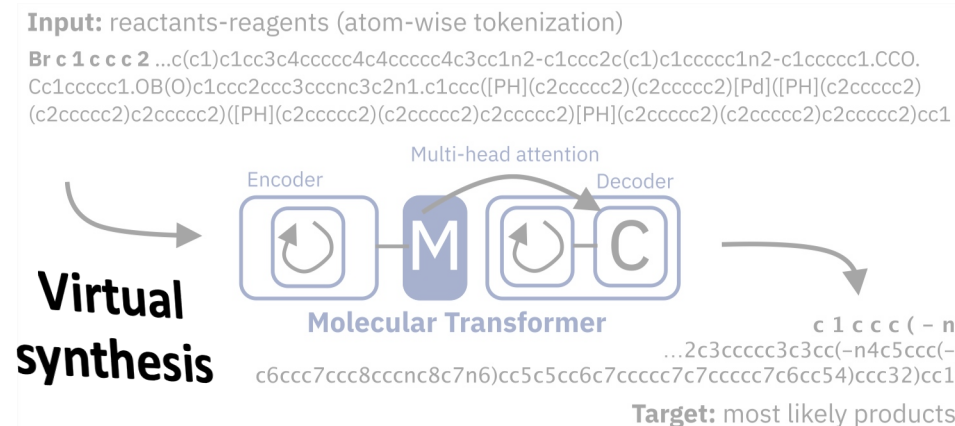 Input: reactants-reagents (atom-wise tokenization)
Br c 1 c c c 2 ...c(c1)c1cc3c4ccccc4c4ccccc4c3cc1n2-c1ccc2c(c1)c1ccccc1n2-c1ccccc1.CCO.
Cc1ccccc1.OB(O)c1ccc2ccc3cccnc3c2n1.c1ccc([PH](c2ccccc2)(c2ccccc2)[Pd]([PH](c2ccccc2)
(c2ccccc2)c2ccccc2)([PH](c2ccccc2)(c2ccccc2)c2ccccc2)[PH](c2ccccc2)(c2ccccc2)c2ccccc2)cc1
Multi-head attention
Encoder
Decoder
M
C
Virtual
synthesis
Molecular Transformer
c 1 c c c ( – n
...2c3ccccc3c3cc(–n4c5ccc(–
c6ccc7ccc8cccnc8c7n6)cc5c5cc6c7ccccc7c7ccccc7c6cc54)ccc32)cc1
Target: most likely products